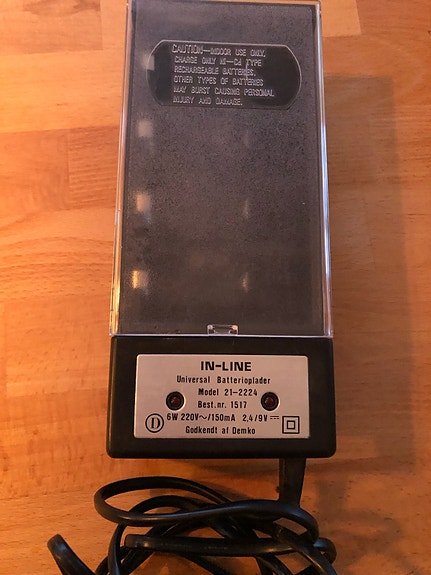 CAUTION—INDOOR USE ONLY.
CHARGE ONLY NI—Cd TYPE
RECHARGEABLE BATTERIES.
OTHER TYPES OF BATTERIES
MAY BURST CAUSING PERSONAL
INJURY AND DAMAGE.
IN-LINE
Universal Batterioplader
Model 21-2224
Best.nr. 1517
D 6W 220V~/150mA 2,4/9V⎓
Godkendt af Demko